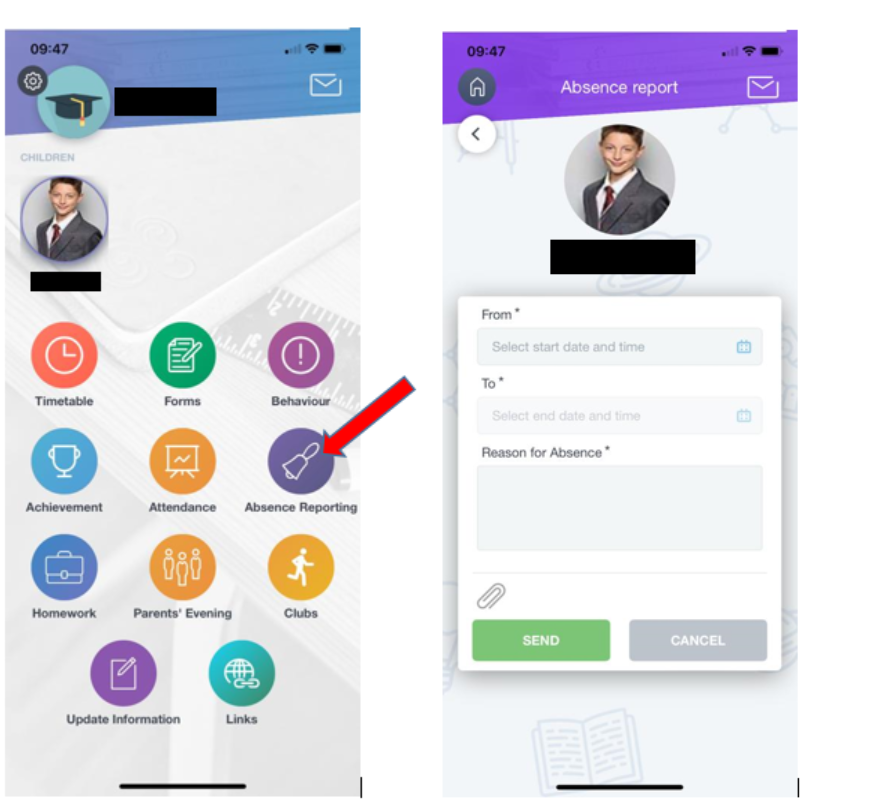 09:47
CHILDREN
Timetable
Forms
Behaviour
Achievement
Attendance
Absence Reporting
Homework
Parents' Evening
Clubs
Update Information
Links
09:47
Absence report
From *
Select start date and time
To *
Select end date and time
Reason for Absence *
SEND
CANCEL